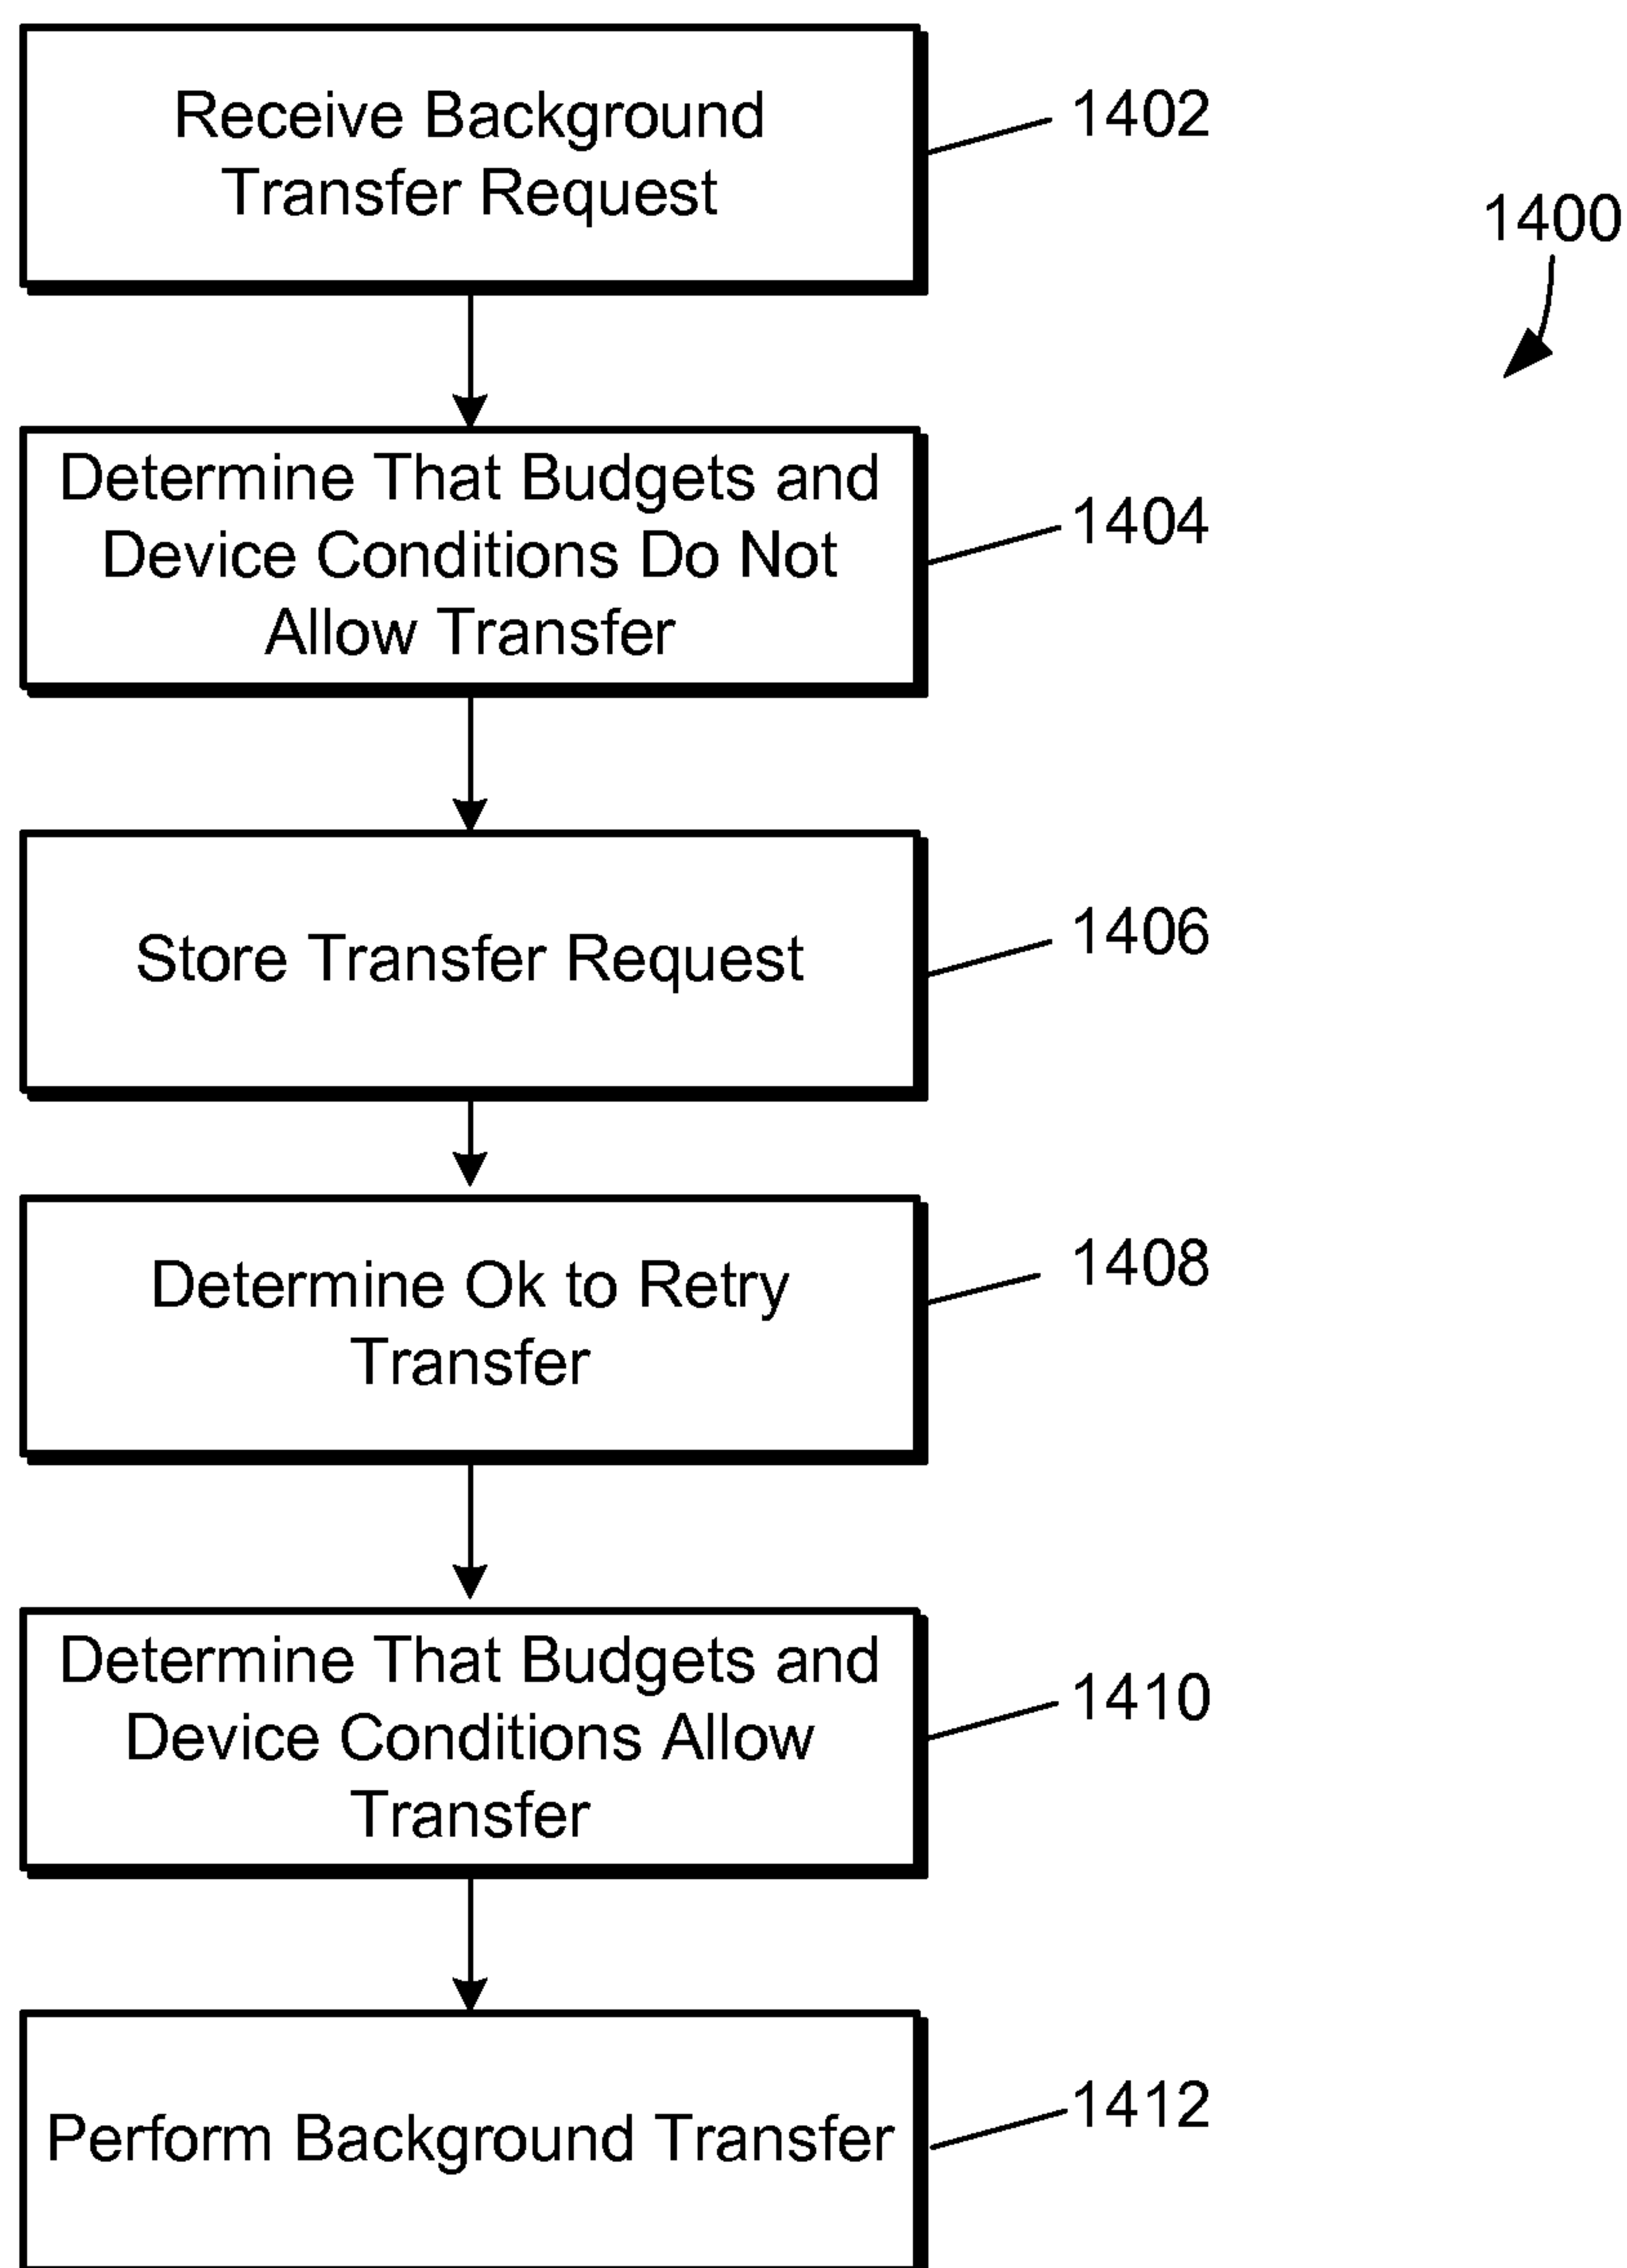 Receive Background
Transfer Request
1402
1400
Determine That Budgets and
Device Conditions Do Not
Allow Transfer
1404
Store Transfer Request
1406
Determine Ok to Retry
Transfer
1408
Determine That Budgets and
Device Conditions Allow
Transfer
1410
Perform Background Transfer
1412